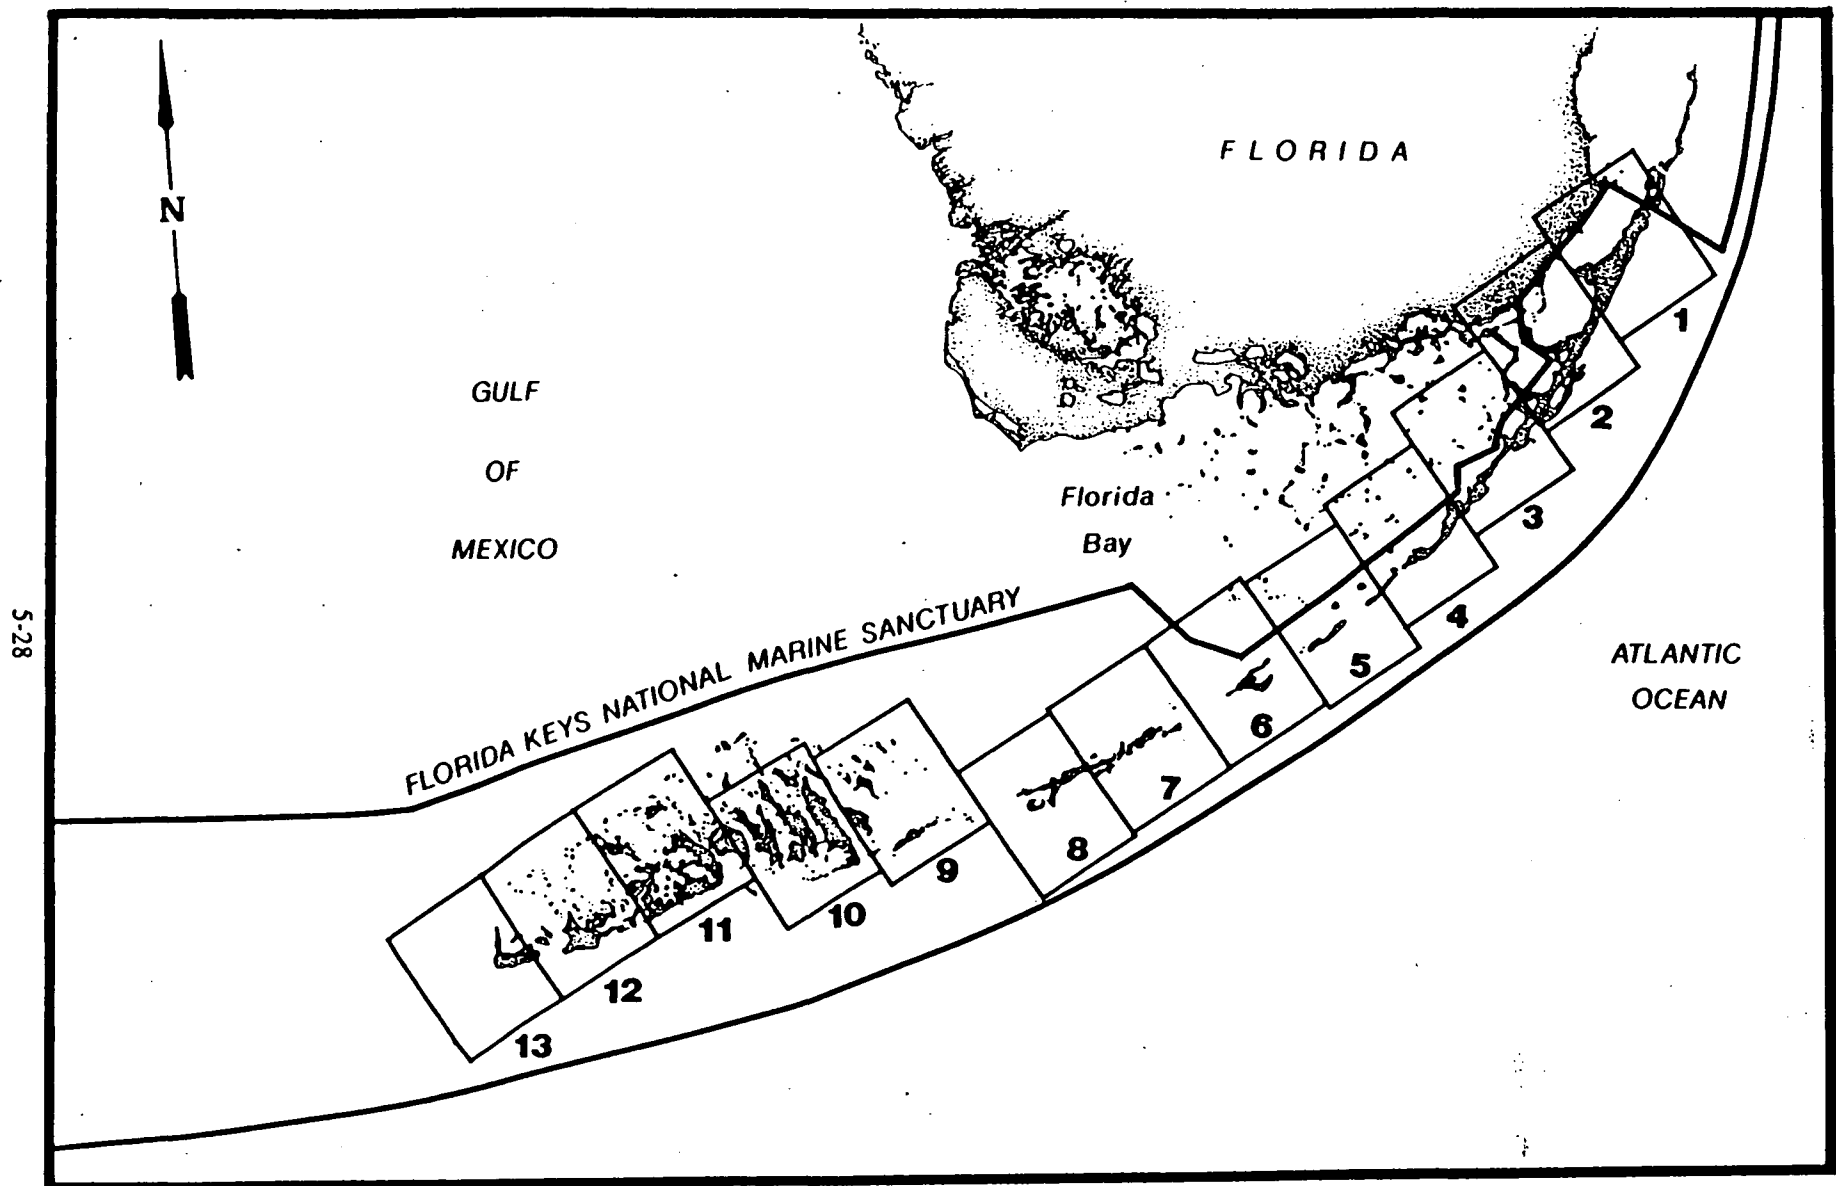 FLORIDA
N
GULF
OF
MEXICO
Florida
Bay
FLORIDA KEYS NATIONAL MARINE SANCTUARY
ATLANTIC
OCEAN
1
2
3
4
5
6
7
8
9
10
11
12
13
5-28